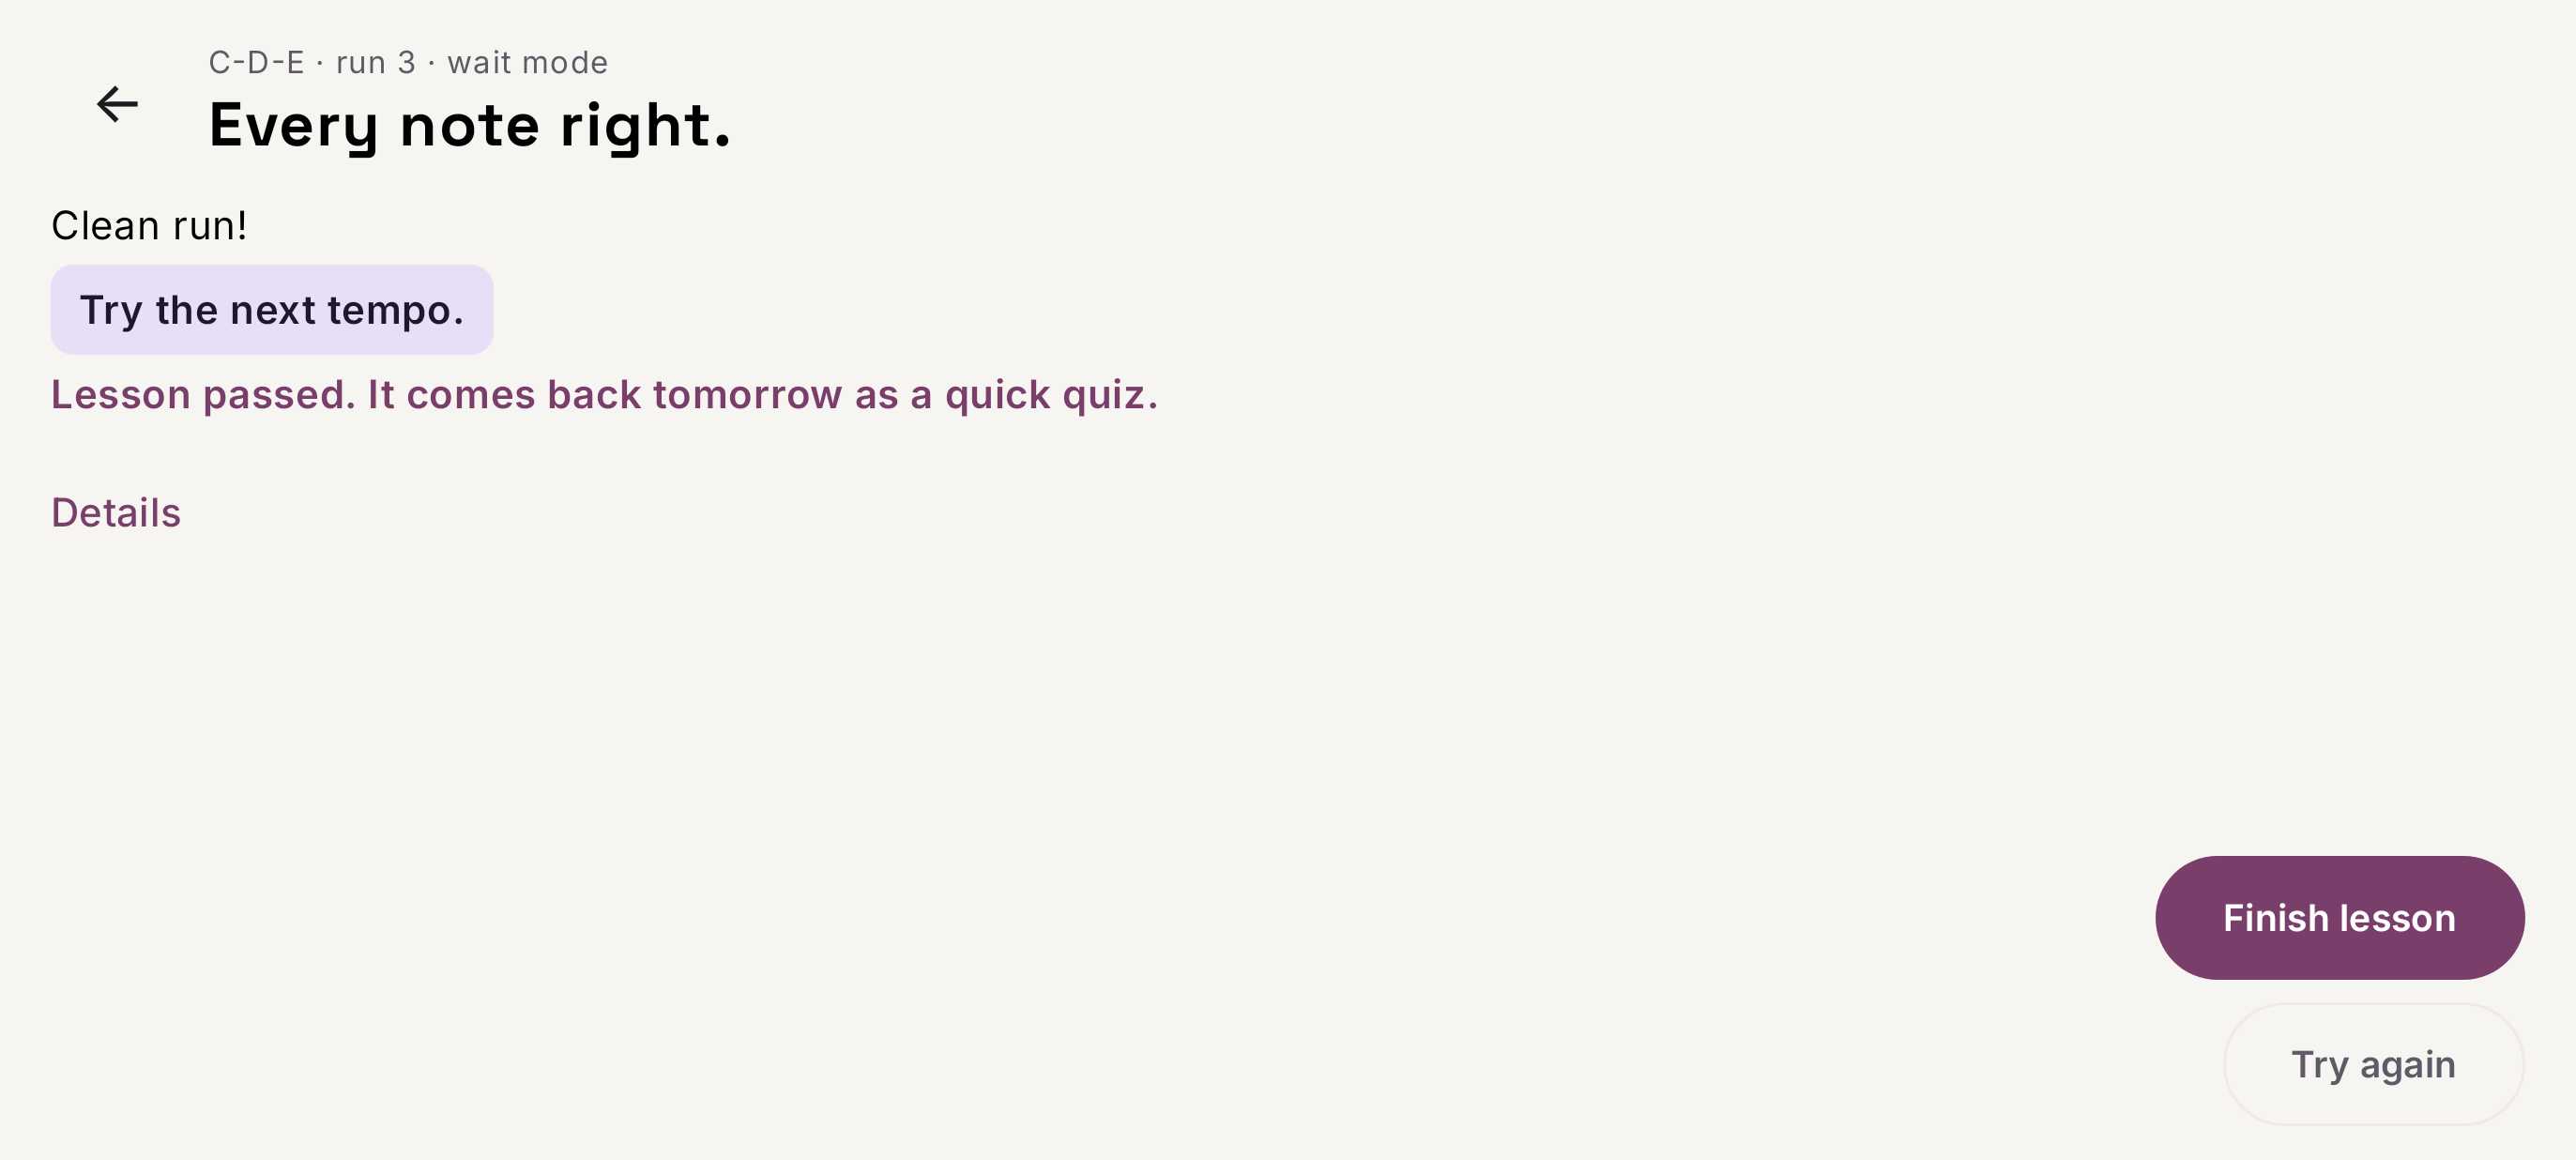 C-D-E · run 3 · wait mode
Every note right.
Clean run!
Try the next tempo.
Lesson passed. It comes back tomorrow as a quick quiz.
Details
Finish lesson
Try again